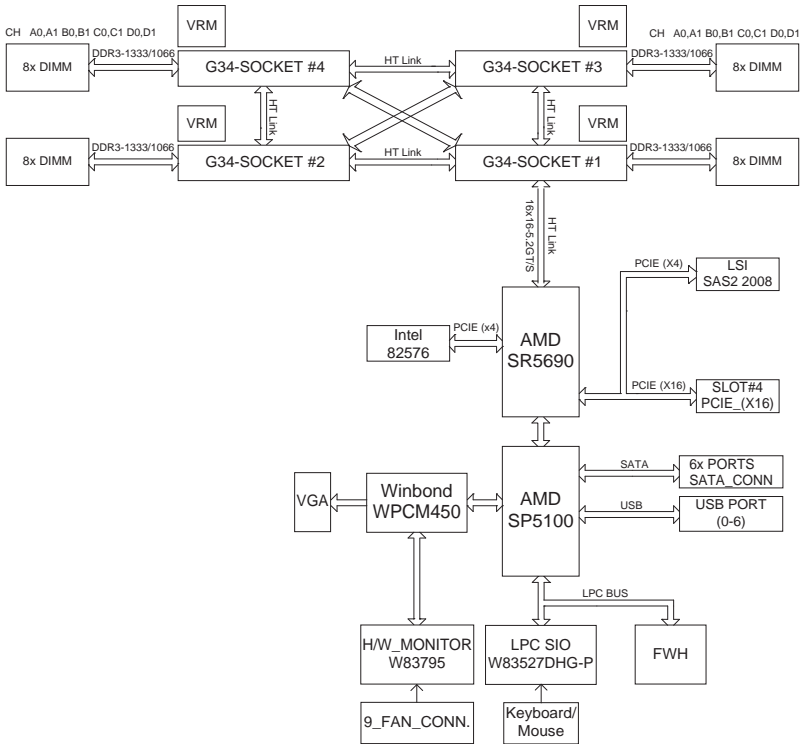 VRM
VRM
CH A0,A1 B0,B1 C0,C1 D0,D1
CH A0,A1 B0,B1 C0,C1 D0,D1
8x DIMM
DDR3-1333/1066
G34-SOCKET #4
HT Link
G34-SOCKET #3
DDR3-1333/1066
8x DIMM
HT Link
HT Link
VRM
VRM
8x DIMM
DDR3-1333/1066
G34-SOCKET #2
HT Link
G34-SOCKET #1
DDR3-1333/1066
8x DIMM
16x16-5.2GT/S
HT Link
PCIE (X4)
LSI
SAS2 2008
Intel
82576
PCIE (x4)
AMD
SR5690
PCIE (X16)
SLOT#4
PCIE_(X16)
VGA
Winbond
WPCM450
AMD
SP5100
SATA
6x PORTS
SATA_CONN
USB
USB PORT
(0-6)
LPC BUS
H/W_MONITOR
W83795
LPC SIO
W83527DHG-P
FWH
9_FAN_CONN.
Keyboard/
Mouse